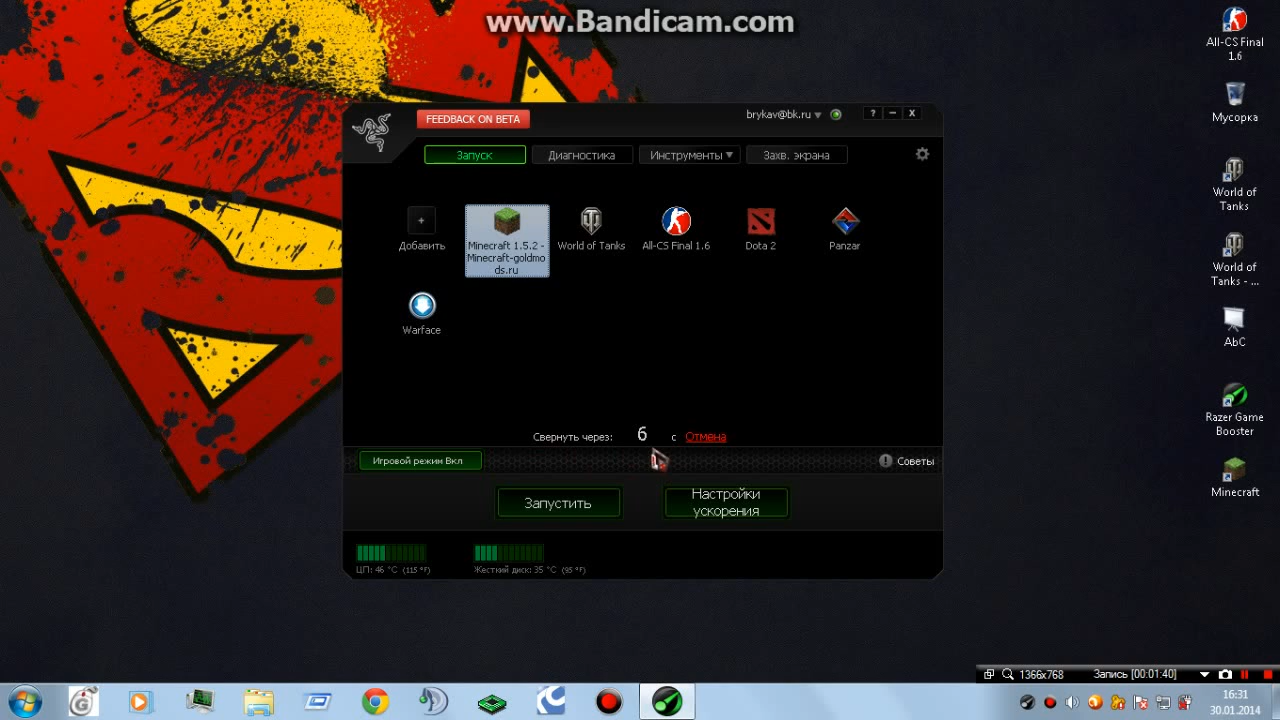 www.Bandicam.com
All-CS Final
1.6
Мусорка
World of
Tanks
World of
Tanks - ...
AbC
Razer Game
Booster
Minecraft
FEEDBACK ON BETA
brykav@bk.ru
?
X
Запуск
Диагностика
Инструменты
Захв. экрана
+
Добавить
Minecraft 1.5.2 -
Minecraft-goldmo
ds.ru
World of Tanks
All-CS Final 1.6
Dota 2
Panzar
Warface
Свернуть через: 6 с Отмена
Игровой режим Вкл
Советы
Запустить
Настройки
ускорения
ЦП: 46 °C (115 °F)
Жесткий диск: 35 °C (95 °F)
1366x768
Запись [00:01:40]
16:31
30.01.2014